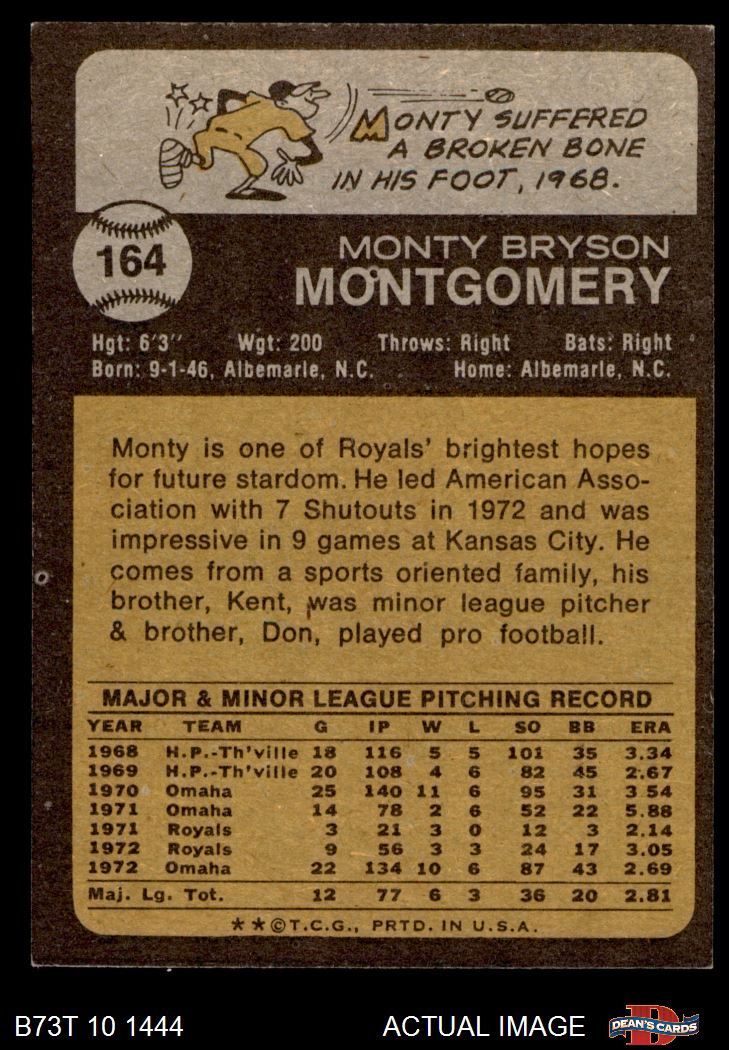 MONTY SUFFERED
A BROKEN BONE
IN HIS FOOT, 1968.
164
MONTY BRYSON
MONTGOMERY
Hgt: 6'3" Wgt: 200 Throws: Right Bats: Right
Born: 9-1-46, Albemarle, N.C. Home: Albemarle, N.C.
Monty is one of Royals' brightest hopes
for future stardom. He led American Asso-
ciation with 7 Shutouts in 1972 and was
impressive in 9 games at Kansas City. He
comes from a sports oriented family, his
brother, Kent, was minor league pitcher
& brother, Don, played pro football.
MAJOR & MINOR LEAGUE PITCHING RECORD
YEAR TEAM G IP W L SO BB ERA
1968 H.P.-Th'ville 18 116 5 5 101 35 3.34
1969 H.P.-Th'ville 20 108 4 6 82 45 2.67
1970 Omaha 25 140 11 6 95 31 3.54
1971 Omaha 14 78 2 6 52 22 5.88
1971 Royals 3 21 3 0 12 3 2.14
1972 Royals 9 56 3 3 24 17 3.05
1972 Omaha 22 134 10 6 87 43 2.69
Maj. Lg. Tot. 12 77 6 3 36 20 2.81
**©T.C.G., PRTD. IN U.S.A.
B73T 10 1444 ACTUAL IMAGE D DEAN'S CARDS